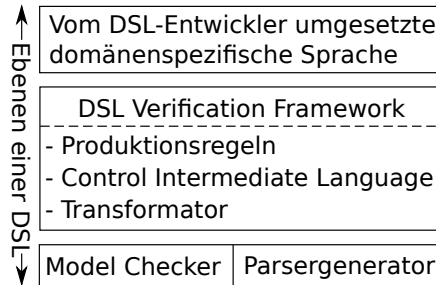 Ebenen einer DSL
Vom DSL-Entwickler umgesetzte
domänenspezifische Sprache
DSL Verification Framework
- Produktionsregeln
- Control Intermediate Language
- Transformator
Model Checker
Parsergenerator